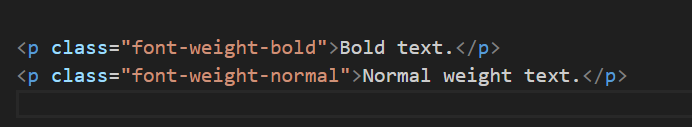 <p class="font-weight-bold">Bold text.</p>
<p class="font-weight-normal">Normal weight text.</p>